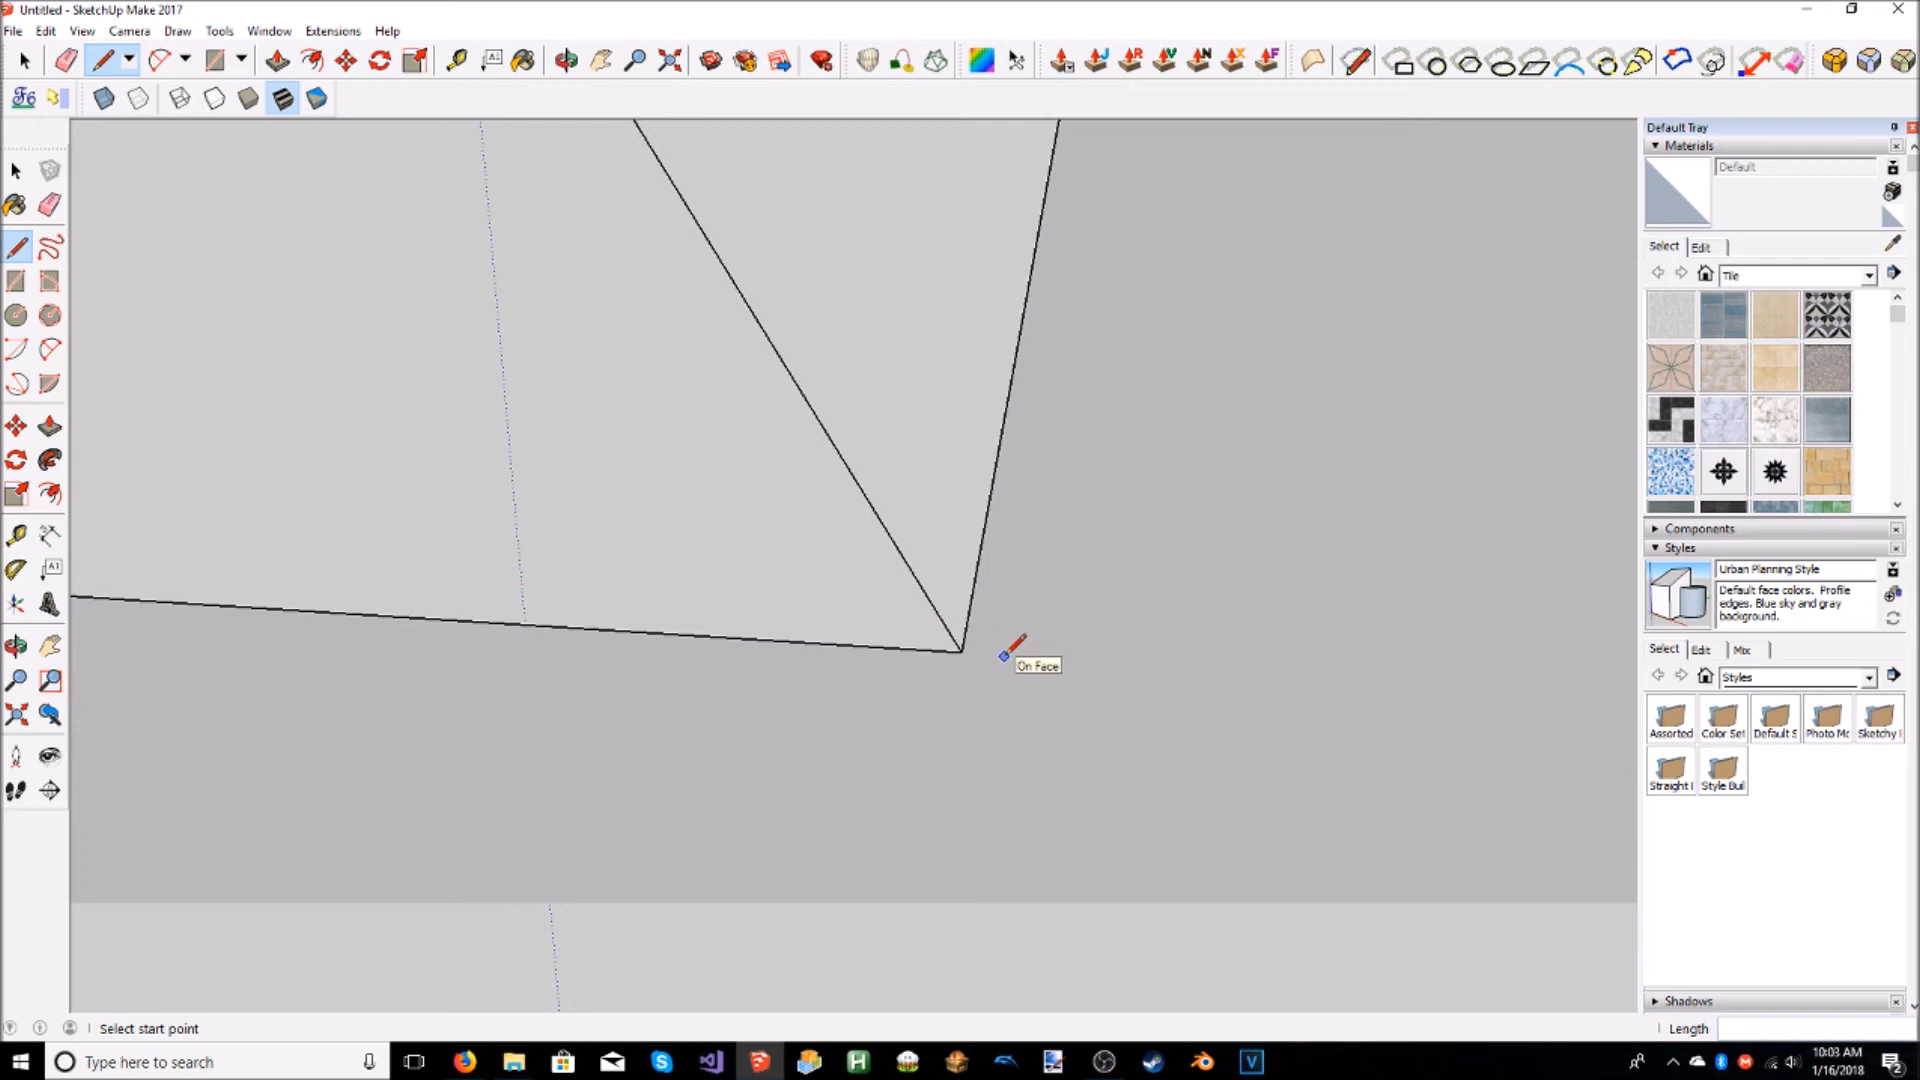 Untitled - SketchUp Make 2017
File Edit View Camera Draw Tools Window Extensions Help
Default Tray
Materials
Default
Select Edit
Tile
Components
Styles
Urban Planning Style
Default face colors. Profile
edges. Blue sky and gray
background.
Select Edit Mix
Styles
Assorted Color Set Default S Photo Mo Sketchy
Straight Style Buil
Shadows
On Face
Select start point
Length
Type here to search
10:03 AM
1/16/2018